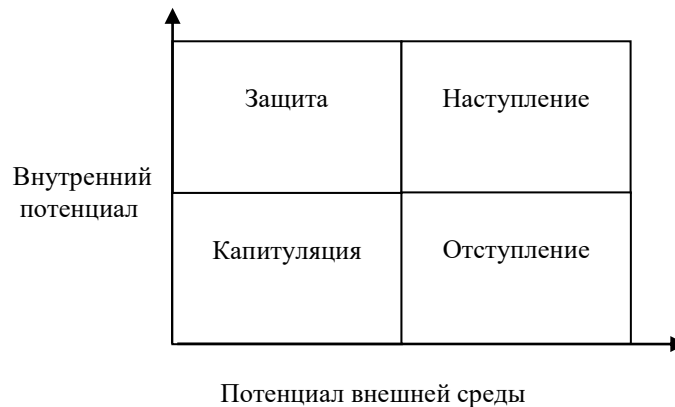 Защита
Наступление
Внутренний
потенциал
Капитуляция
Отступление
Потенциал внешней среды